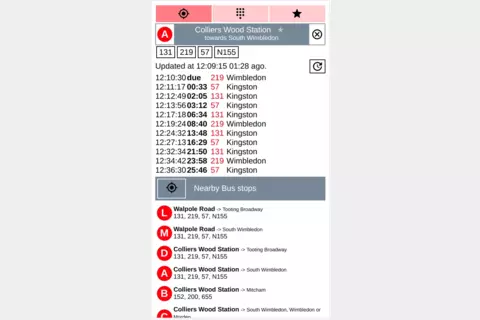 A
Colliers Wood Station
towards South Wimbledon
131 219 57 N155
Updated at 12:09:15 01:28 ago.
12:10:30 due 219 Wimbledon
12:11:17 00:33 57 Kingston
12:12:49 02:05 131 Kingston
12:13:56 03:12 57 Kingston
12:17:18 06:34 131 Kingston
12:19:24 08:40 219 Wimbledon
12:24:32 13:48 131 Kingston
12:27:13 16:29 57 Kingston
12:32:34 21:50 131 Kingston
12:34:42 23:58 219 Wimbledon
12:36:30 25:46 57 Kingston
Nearby Bus stops
L Walpole Road -> Tooting Broadway
131, 219, 57, N155
M Walpole Road -> South Wimbledon
131, 219, 57, N155
D Colliers Wood Station -> Tooting Broadway
131, 219, 57, N155
A Colliers Wood Station -> South Wimbledon
131, 219, 57, N155
B Colliers Wood Station -> Mitcham
152, 200, 655
C Colliers Wood Station -> South Wimbledon, Wimbledon or
Morden